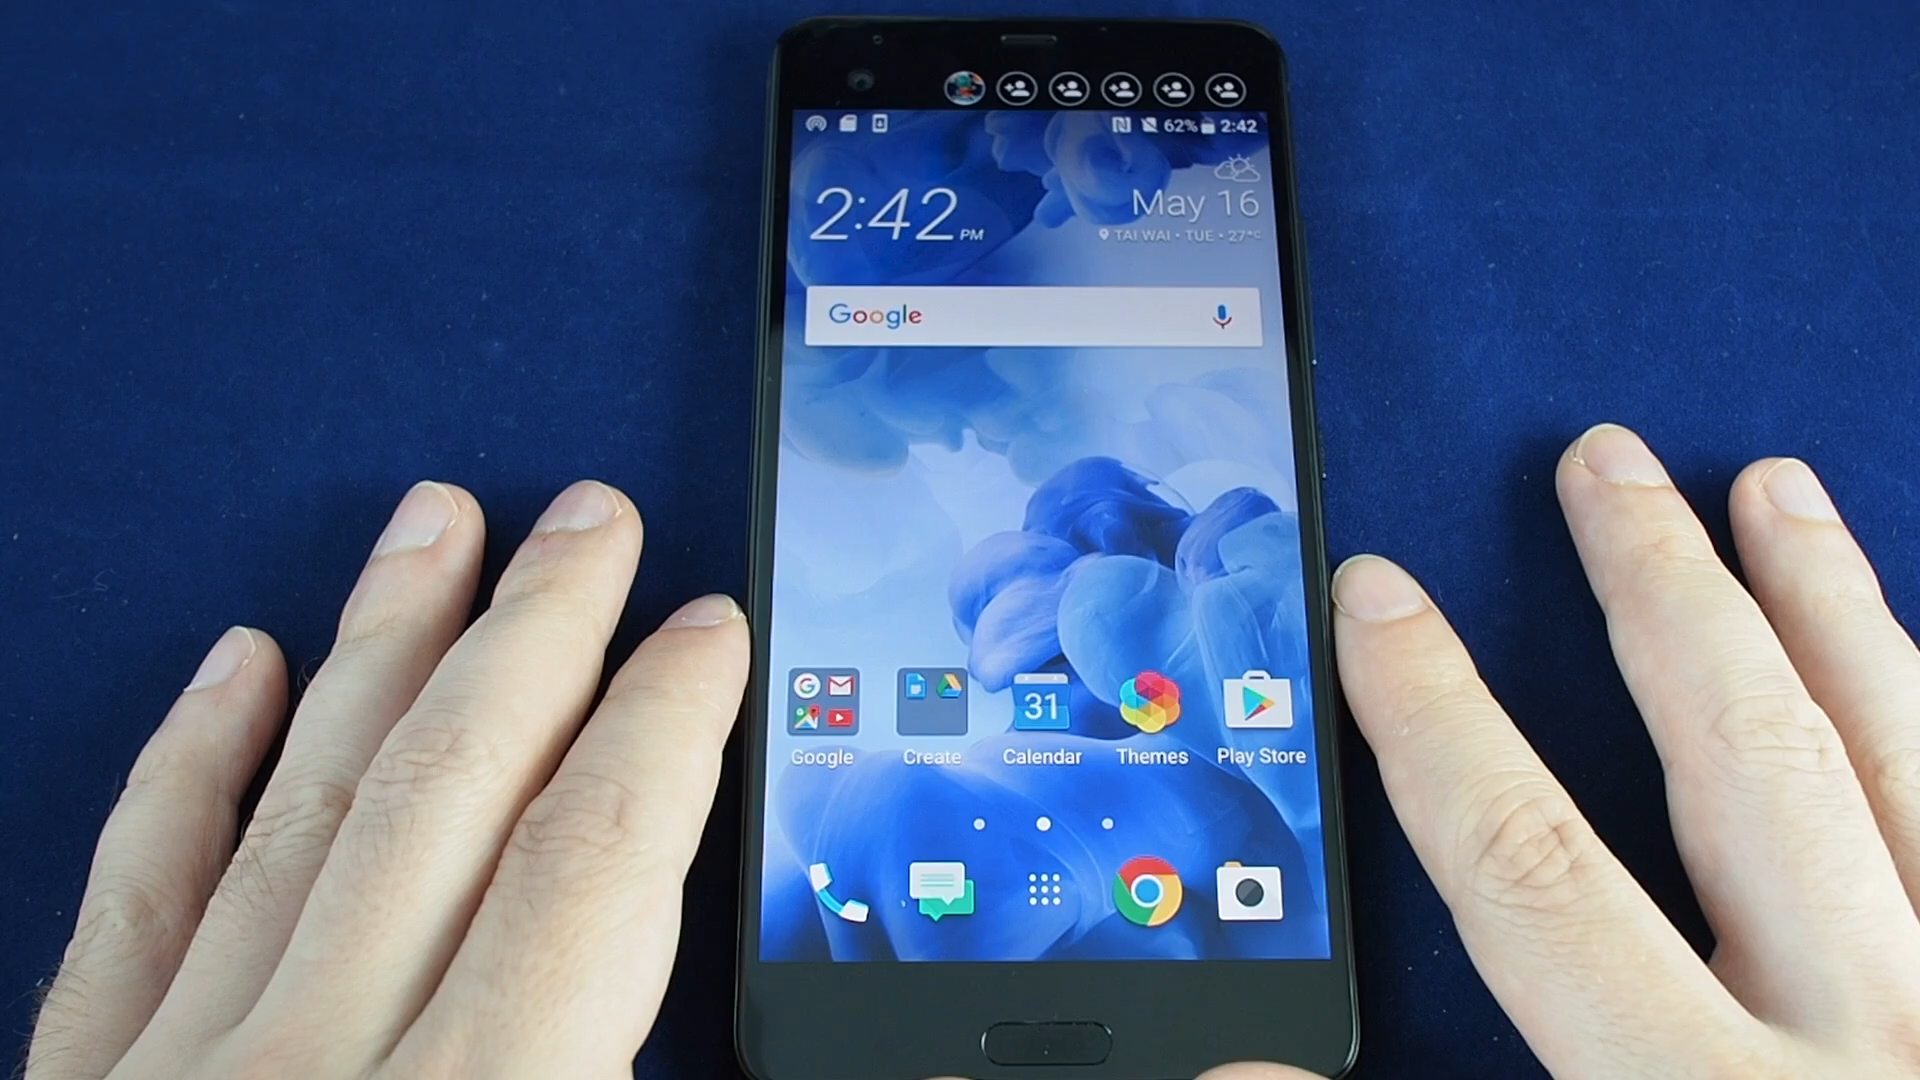 62% 2:42
2:42 PM
May 16
TAI WAI • TUE • 27°C
Google
31
Google Create Calendar Themes Play Store